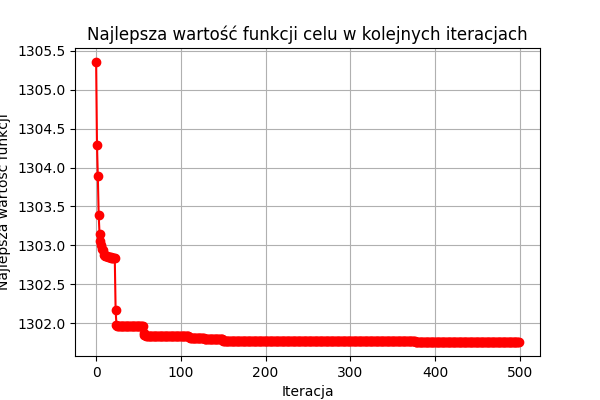 Najlepsza wartość funkcji celu w kolejnych iteracjach
Najlepsza wartość funkcji
1305.5
1305.0
1304.5
1304.0
1303.5
1303.0
1302.5
1302.0
0 100 200 300 400 500
Iteracja